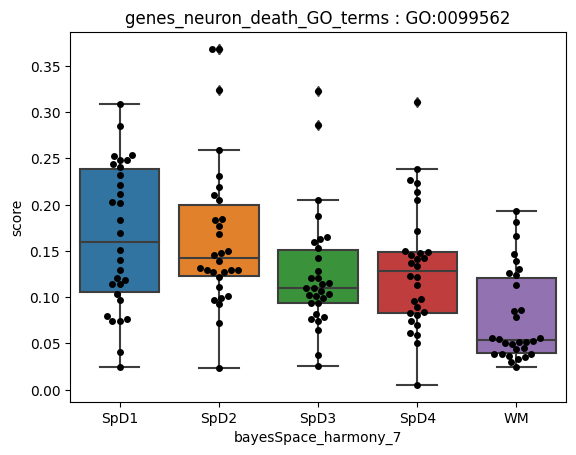 genes_neuron_death_GO_terms : GO:0099562
score
0.35
0.30
0.25
0.20
0.15
0.10
0.05
0.00
SpD1 SpD2 SpD3 SpD4 WM
bayesSpace_harmony_7